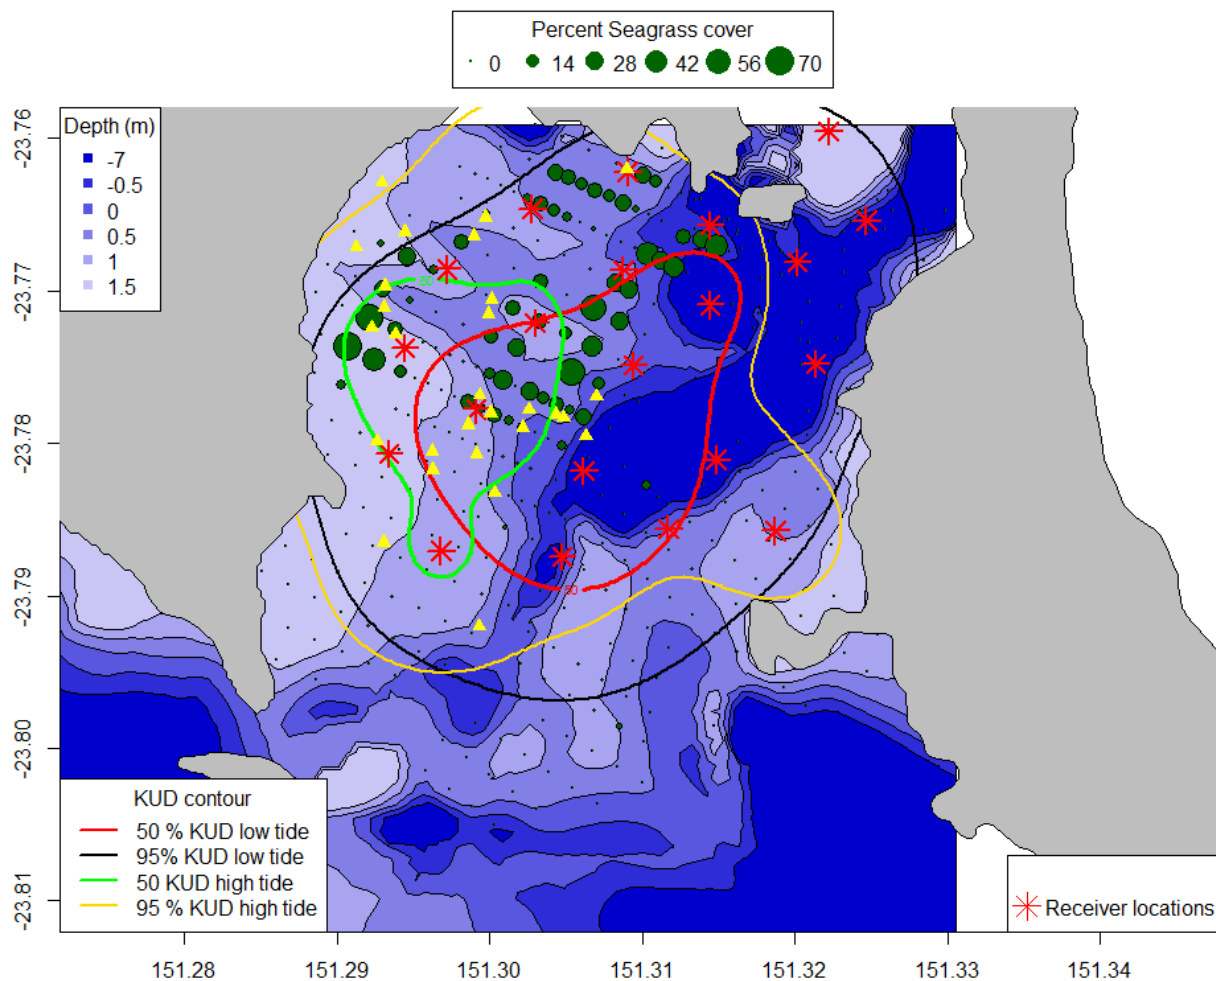 Percent Seagrass cover
0 14 28 42 56 70
Depth (m)
-7
-0.5
0
0.5
1
1.5
-23.76
-23.77
-23.78
-23.79
-23.80
-23.81
50
50
KUD contour
50 % KUD low tide
95% KUD low tide
50 KUD high tide
95 % KUD high tide
Receiver locations
151.28 151.29 151.30 151.31 151.32 151.33 151.34